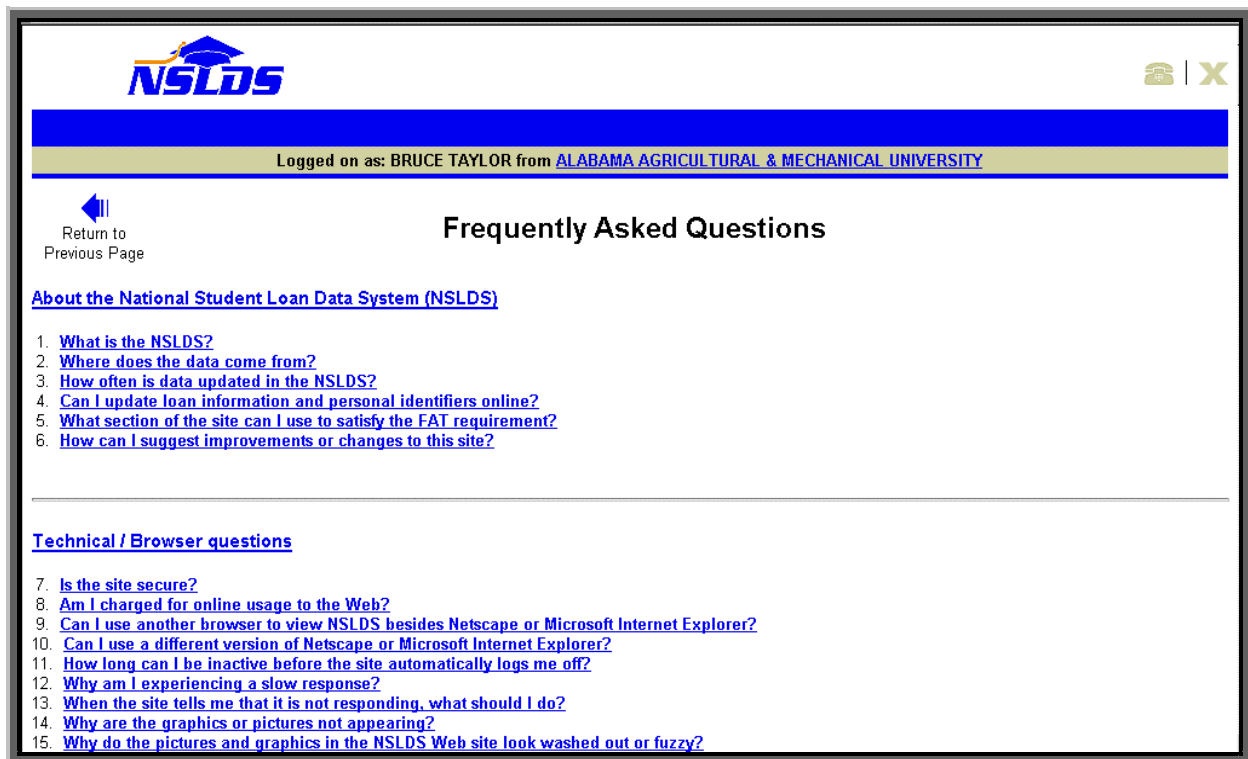 NSLDS
X
Logged on as: BRUCE TAYLOR from ALABAMA AGRICULTURAL & MECHANICAL UNIVERSITY
Return to
Previous Page
Frequently Asked Questions
About the National Student Loan Data System (NSLDS)
1. What is the NSLDS?
2. Where does the data come from?
3. How often is data updated in the NSLDS?
4. Can I update loan information and personal identifiers online?
5. What section of the site can I use to satisfy the FAT requirement?
6. How can I suggest improvements or changes to this site?
Technical / Browser questions
7. Is the site secure?
8. Am I charged for online usage to the Web?
9. Can I use another browser to view NSLDS besides Netscape or Microsoft Internet Explorer?
10. Can I use a different version of Netscape or Microsoft Internet Explorer?
11. How long can I be inactive before the site automatically logs me off?
12. Why am I experiencing a slow response?
13. When the site tells me that it is not responding, what should I do?
14. Why are the graphics or pictures not appearing?
15. Why do the pictures and graphics in the NSLDS Web site look washed out or fuzzy?